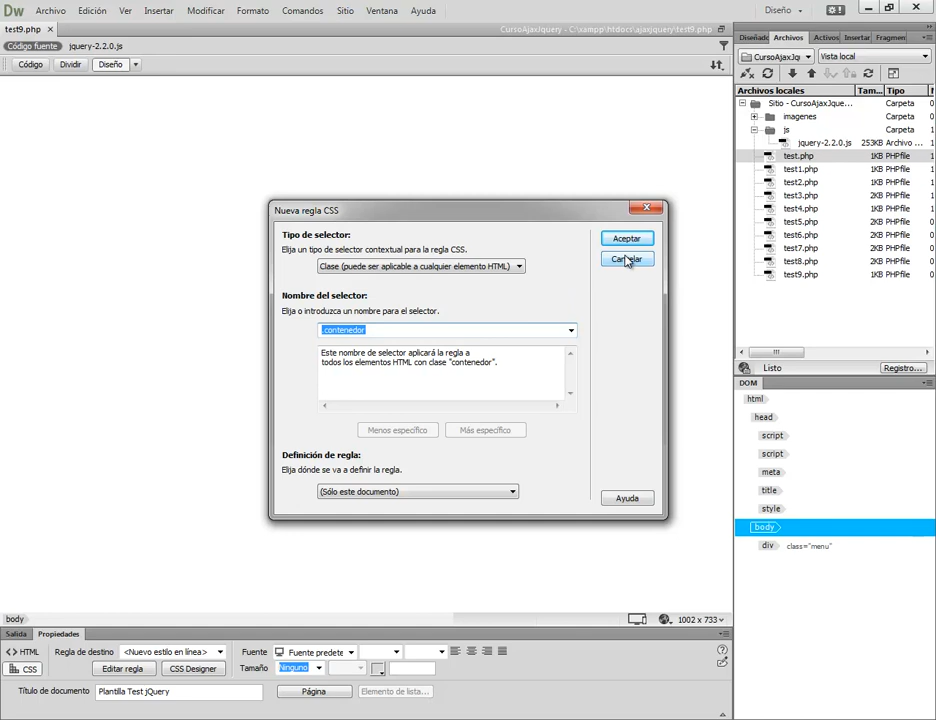 Dw Archivo Edición Ver Insertar Modificar Formato Comandos Sitio Ventana Ayuda Diseño
test9.php CursoAjaxJquery - C:\xampp\htdocs\ajaxjquery\test9.php
Código fuente jquery-2.2.0.js
Código Dividir Diseño
Diseñad Archivos Activos Insertar Fragmen
CursoAjaxJq Vista local
Archivos locales Tam... Tipo
Sitio - CursoAjaxJque... Carpeta
imagenes Carpeta
js Carpeta
jquery-2.2.0.js 253KB Archivo ...
test.php 1KB PHPfile
test1.php 1KB PHPfile
test2.php 1KB PHPfile
test3.php 2KB PHPfile
test4.php 1KB PHPfile
test5.php 2KB PHPfile
test6.php 2KB PHPfile
test7.php 2KB PHPfile
test8.php 2KB PHPfile
test9.php 1KB PHPfile
Listo Registro...
DOM
html
head
script
script
meta
title
style
body
div class="menu"
Nueva regla CSS
Tipo de selector:
Elija un tipo de selector contextual para la regla CSS.
Clase (puede ser aplicable a cualquier elemento HTML)
Aceptar
Cancelar
Nombre del selector:
Elija o introduzca un nombre para el selector.
.contenedor
Este nombre de selector aplicará la regla a
todos los elementos HTML con clase "contenedor".
Menos específico Más específico
Definición de regla:
Elija dónde se va a definir la regla.
(Sólo este documento)
Ayuda
body 1002 x 733
Salida Propiedades
<> HTML Regla de destino <Nuevo estilo en línea> Fuente Fuente predete
CSS Editar regla CSS Designer Tamaño Ninguno
Título de documento Plantilla Test jQuery Página Elemento de lista...